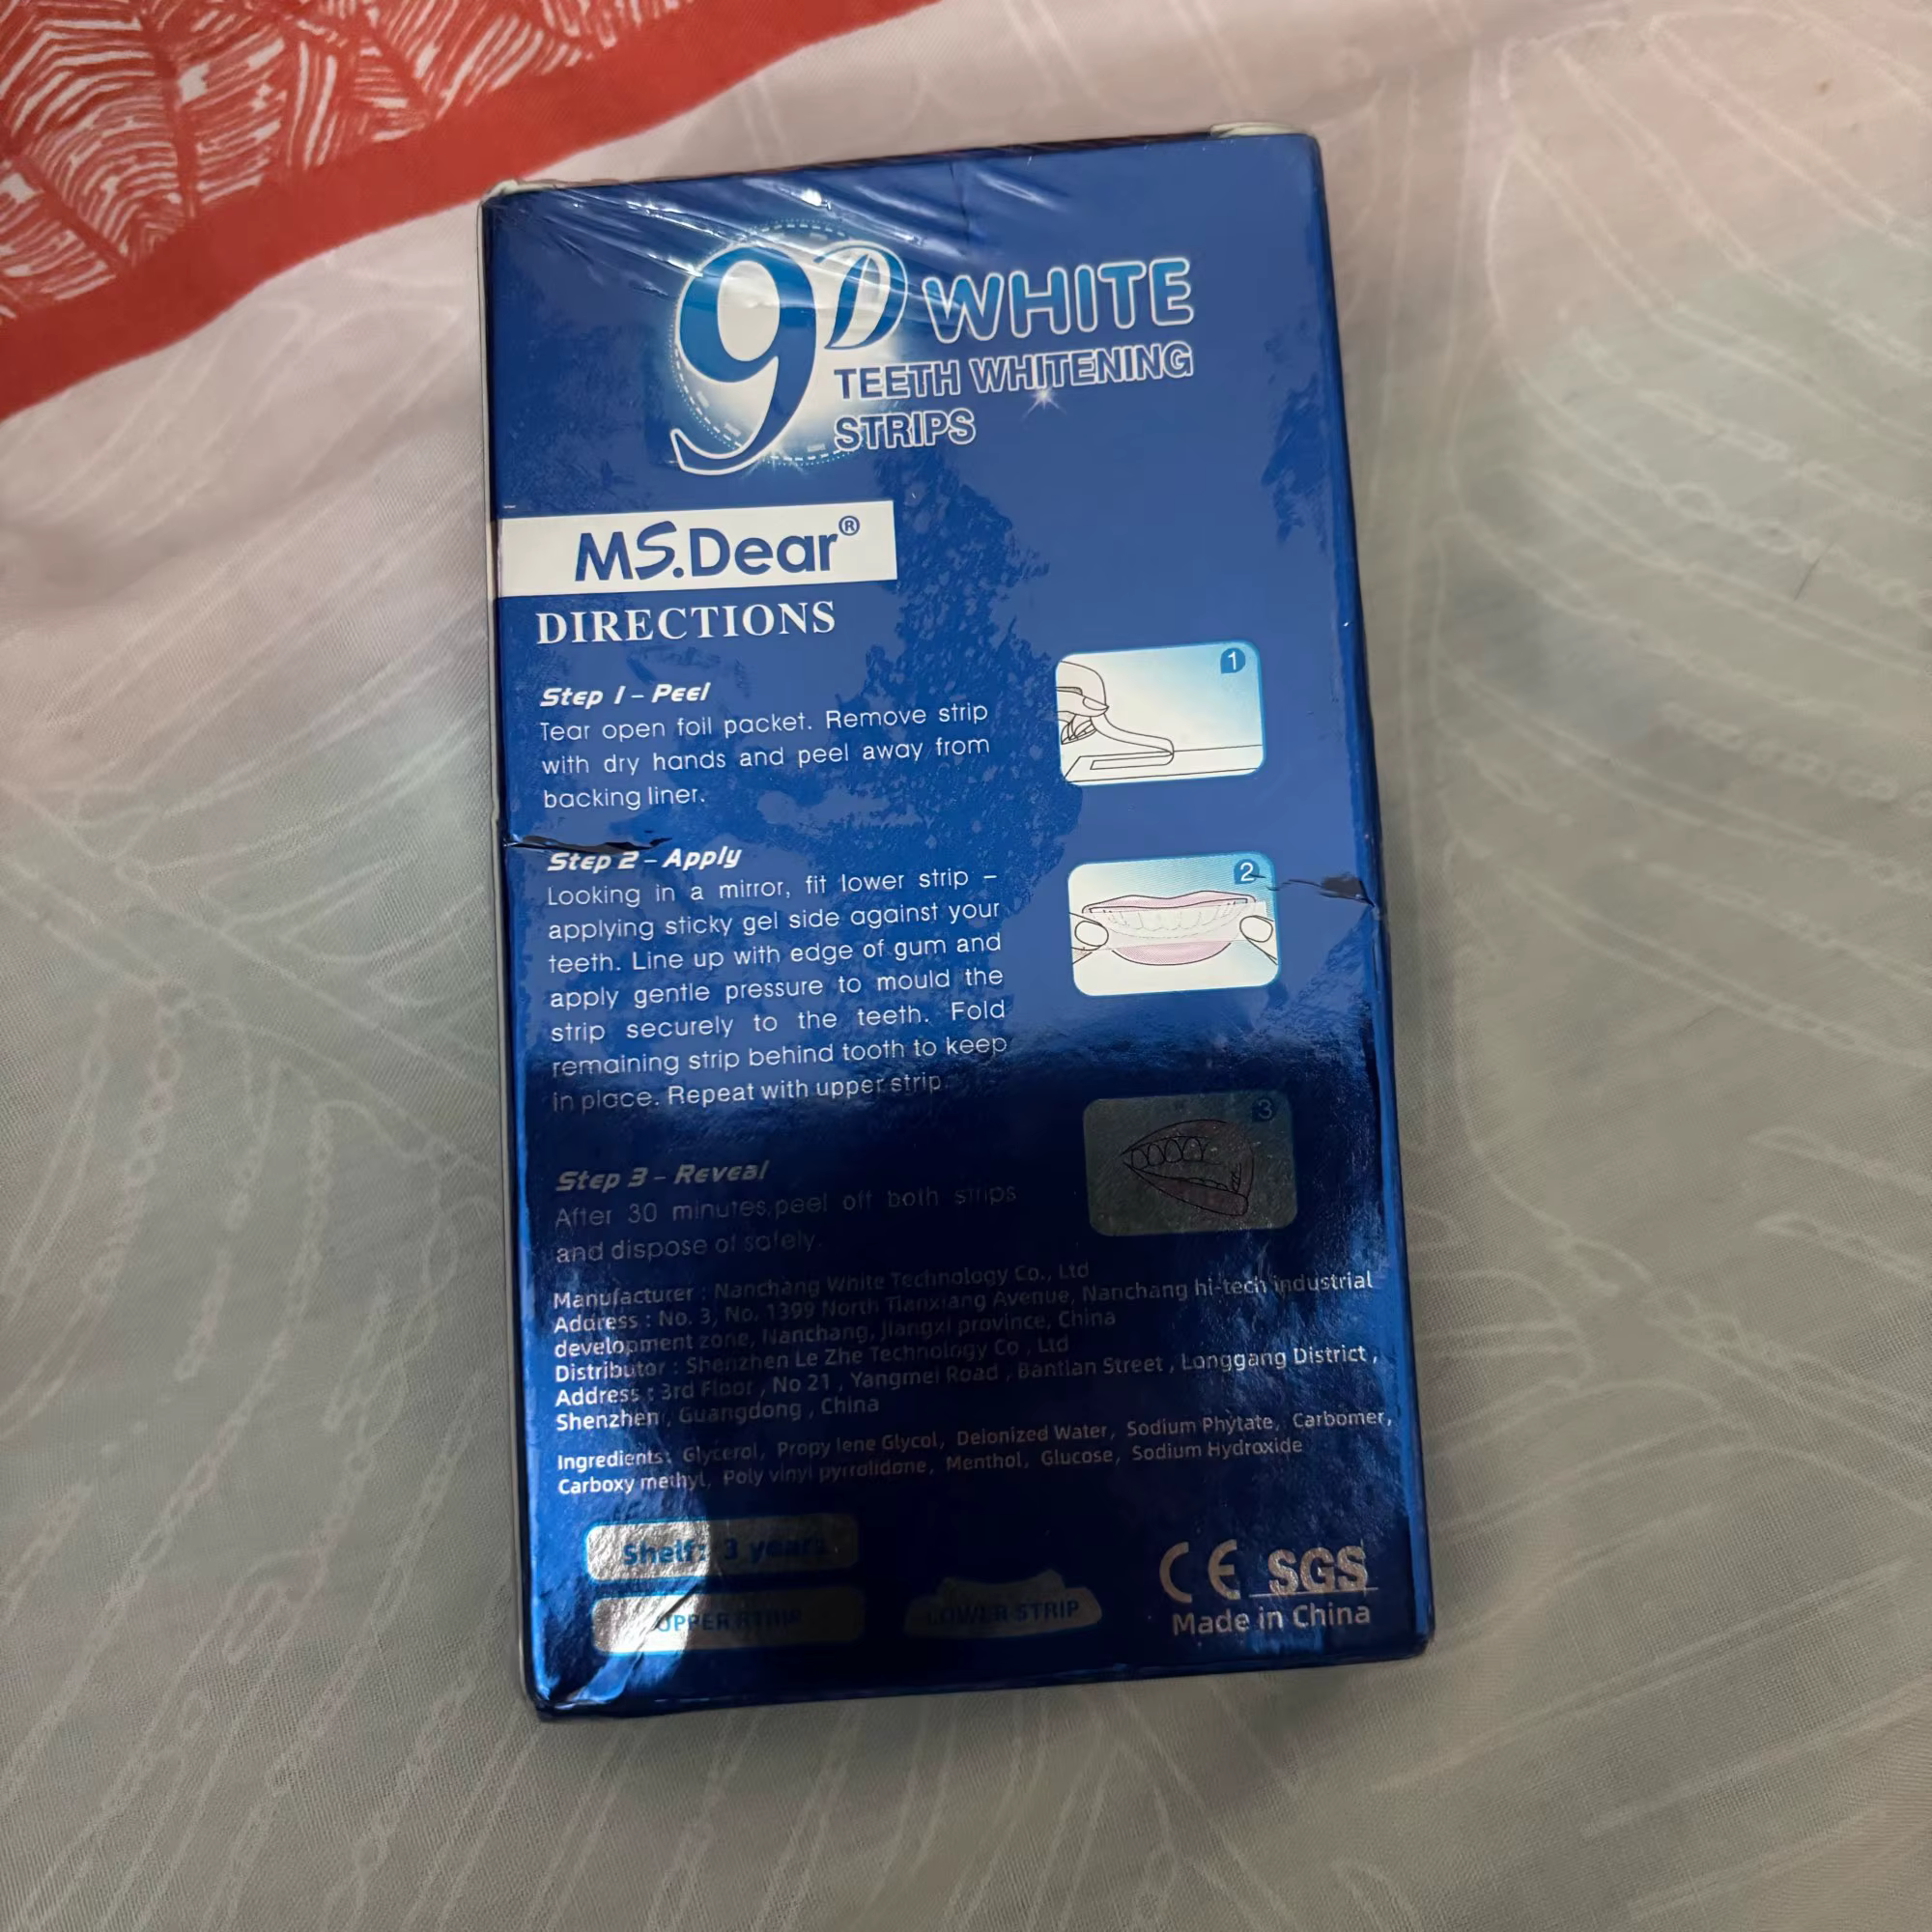 9D WHITE
TEETH WHITENING
STRIPS
MS.Dear®
DIRECTIONS
Step 1 - Peel
Tear open foil packet. Remove strip
with dry hands and peel away from
backing liner.
1
Step 2 - Apply
Looking in a mirror, fit lower strip –
applying sticky gel side against your
teeth. Line up with edge of gum and
apply gentle pressure to mould the
strip securely to the teeth. Fold
remaining strip behind tooth to keep
in place. Repeat with upper strip.
2
Step 3 - Reveal
After 30 minutes,peel off both strips
and dispose of safely.
3
Manufacturer : Nanchang White Technology Co., Ltd
Address : No. 3, No. 1399 North Tianxiang Avenue, Nanchang hi-tech industrial
development zone, Nanchang, Jiangxi province, China
Distributor : Shenzhen Le Zhe Technology Co , Ltd
Address : 3rd Floor , No 21 , Yangmei Road , Bantian Street , Longgang District ,
Shenzhen , Guangdong , China
Ingredients: Glycerol, Propy lene Glycol, Deionized Water, Sodium Phytate, Carbomer,
Carboxy methyl, Poly vinyl pyrrolidone, Menthol, Glucose, Sodium Hydroxide
Shelf: 3 years
UPPER STRIP
LOWER STRIP
CE SGS
Made in China